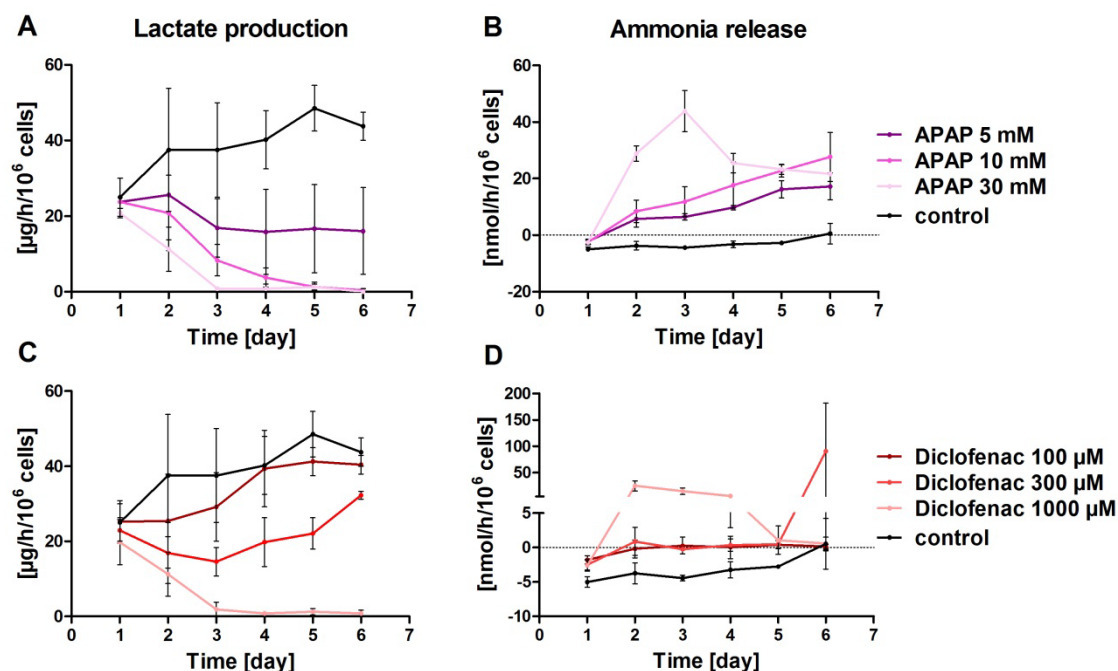 A
Lactate production
B
Ammonia release
[µg/h/10⁶ cells]
60
40
20
0
0 1 2 3 4 5 6 7
Time [day]
[nmol/h/10⁶ cells]
60
40
20
0
-20
0 1 2 3 4 5 6 7
Time [day]
APAP 5 mM
APAP 10 mM
APAP 30 mM
control
C
[µg/h/10⁶ cells]
60
40
20
0
0 1 2 3 4 5 6 7
Time [day]
D
[nmol/h/10⁶ cells]
200
150
100
50
5
0
-5
-10
0 1 2 3 4 5 6 7
Time [day]
Diclofenac 100 µM
Diclofenac 300 µM
Diclofenac 1000 µM
control